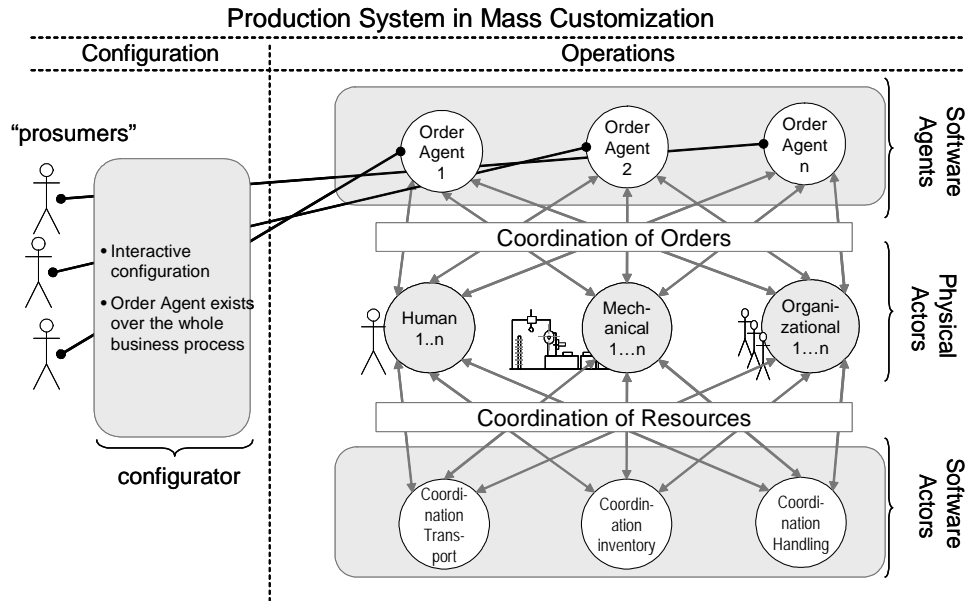 Production System in Mass Customization
Configuration
Operations
"prosumers"
• Interactive
configuration
• Order Agent exists
over the whole
business process
configurator
Order
Agent
1
Order
Agent
2
Order
Agent
n
Software
Agents
Coordination of Orders
Human
1..n
Mech-
anical
1...n
Organi-
zational
1...n
Physical
Actors
Coordination of Resources
Coordi-
nation
Trans-
port
Coordin-
ation
inventory
Coordi-
nation
Handling
Software
Actors